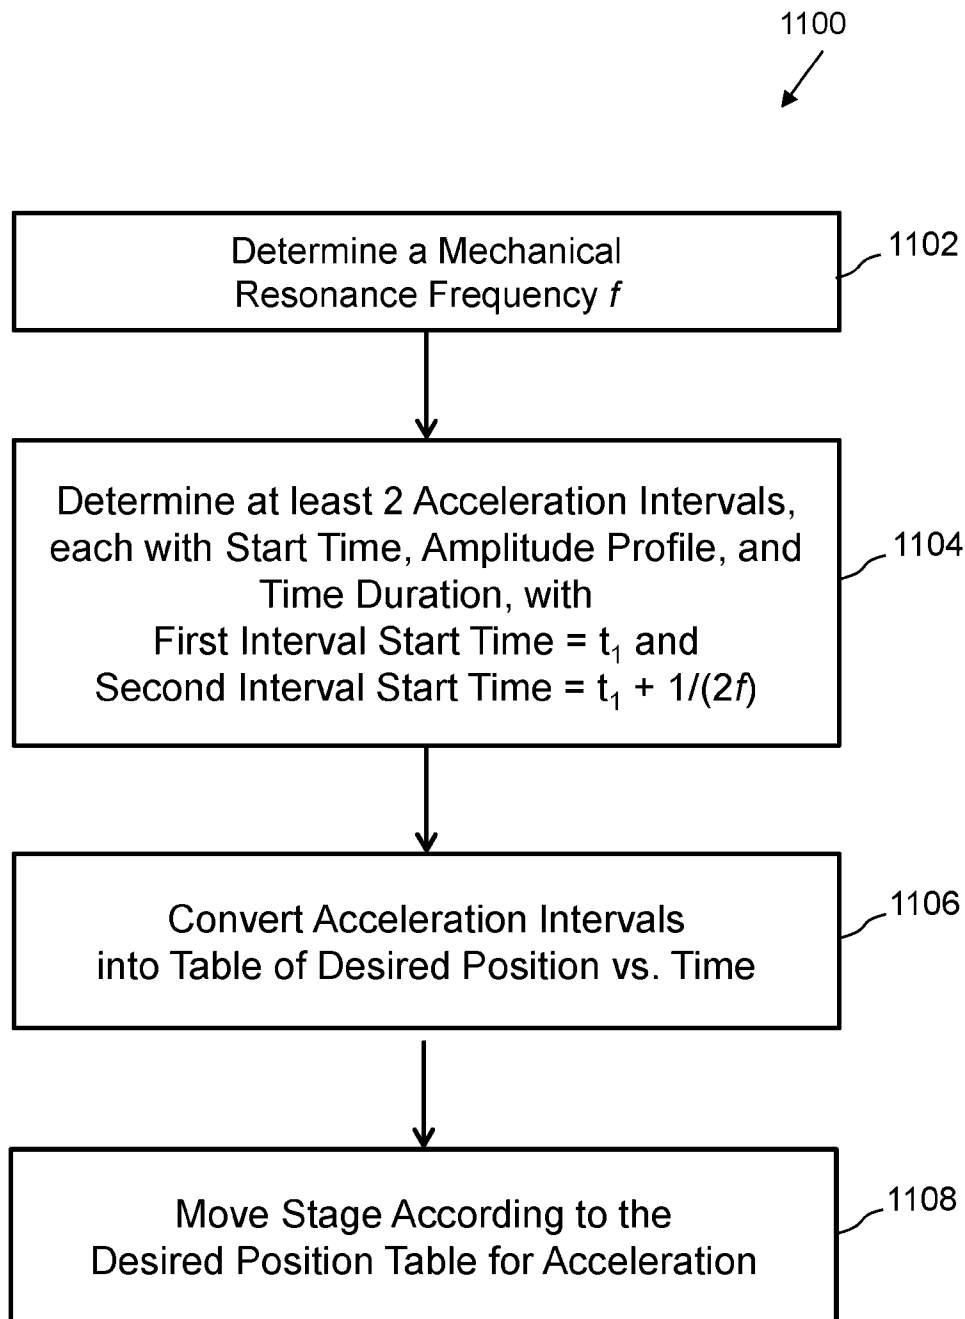 1100
Determine a Mechanical
Resonance Frequency f
1102
Determine at least 2 Acceleration Intervals,
each with Start Time, Amplitude Profile, and
Time Duration, with
First Interval Start Time = t₁ and
Second Interval Start Time = t₁ + 1/(2f)
1104
Convert Acceleration Intervals
into Table of Desired Position vs. Time
1106
Move Stage According to the
Desired Position Table for Acceleration
1108